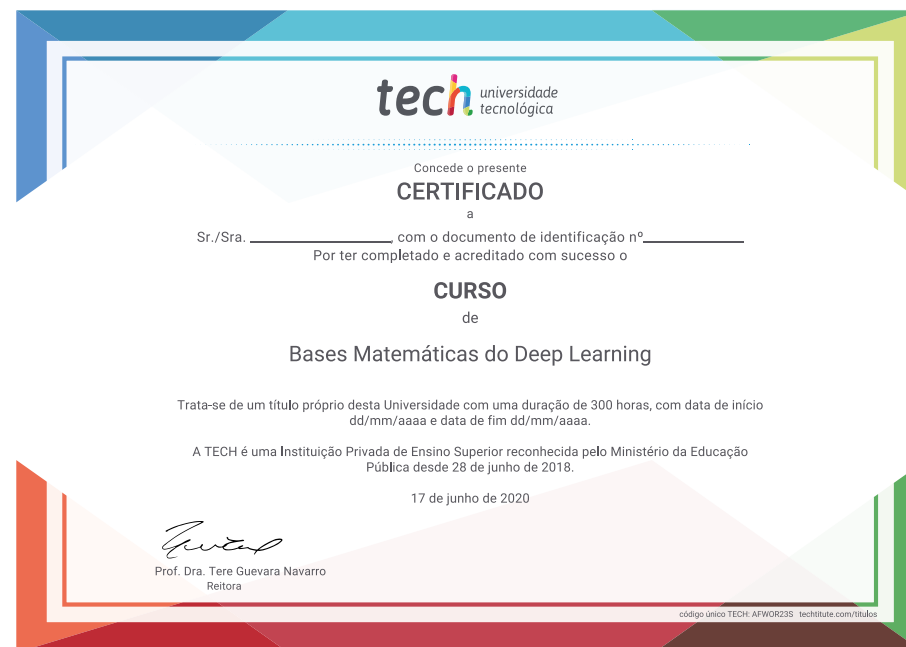 tech universidade
tecnológica
Concede o presente
CERTIFICADO
a
Sr./Sra. ____________________, com o documento de identificação nº______________
Por ter completado e acreditado com sucesso o
CURSO
de
Bases Matemáticas do Deep Learning
Trata-se de um título próprio desta Universidade com uma duração de 300 horas, com data de início
dd/mm/aaaa e data de fim dd/mm/aaaa.
A TECH é uma Instituição Privada de Ensino Superior reconhecida pelo Ministério da Educação
Pública desde 28 de junho de 2018.
17 de junho de 2020
Prof. Dra. Tere Guevara Navarro
Reitora
código único TECH: AFWOR23S techtitute.com/titulos